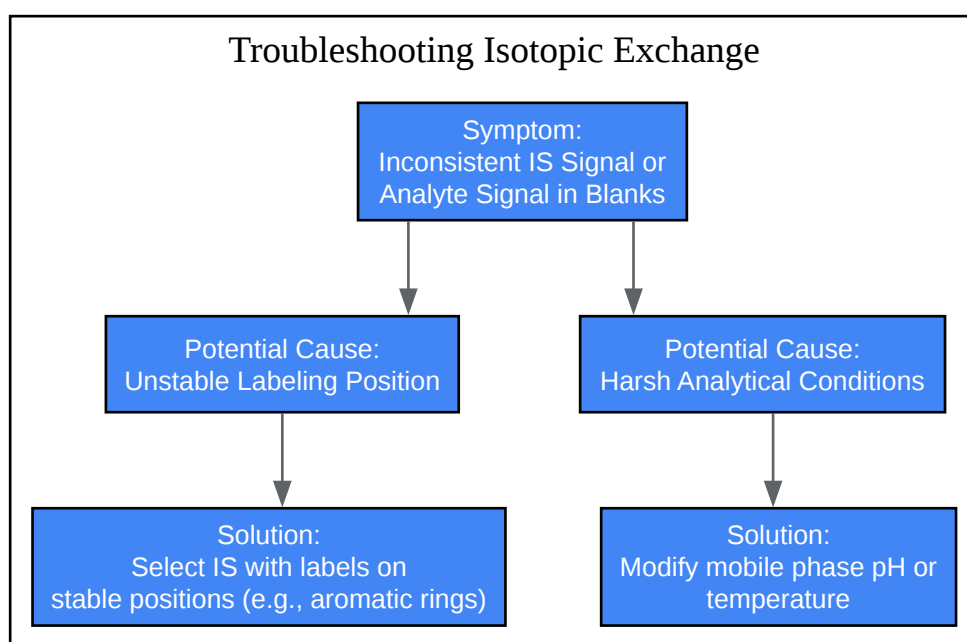 Troubleshooting Isotopic Exchange
Symptom:
Inconsistent IS Signal or
Analyte Signal in Blanks
Potential Cause:
Unstable Labeling Position
Potential Cause:
Harsh Analytical Conditions
Solution:
Select IS with labels on
stable positions (e.g., aromatic rings)
Solution:
Modify mobile phase pH or
temperature